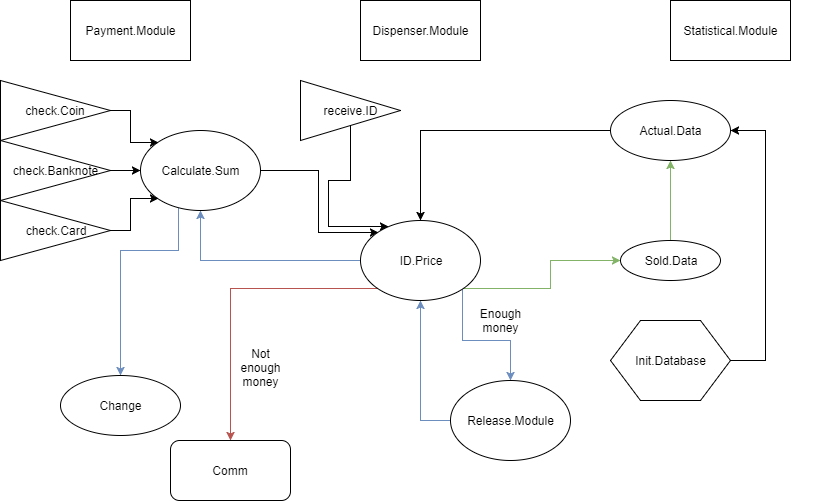 Payment.Module
Dispenser.Module
Statistical.Module
check.Coin
receive.ID
Actual.Data
check.Banknote
Calculate.Sum
check.Card
ID.Price
Sold.Data
Enough
money
Not
enough
money
Init.Database
Change
Release.Module
Comm